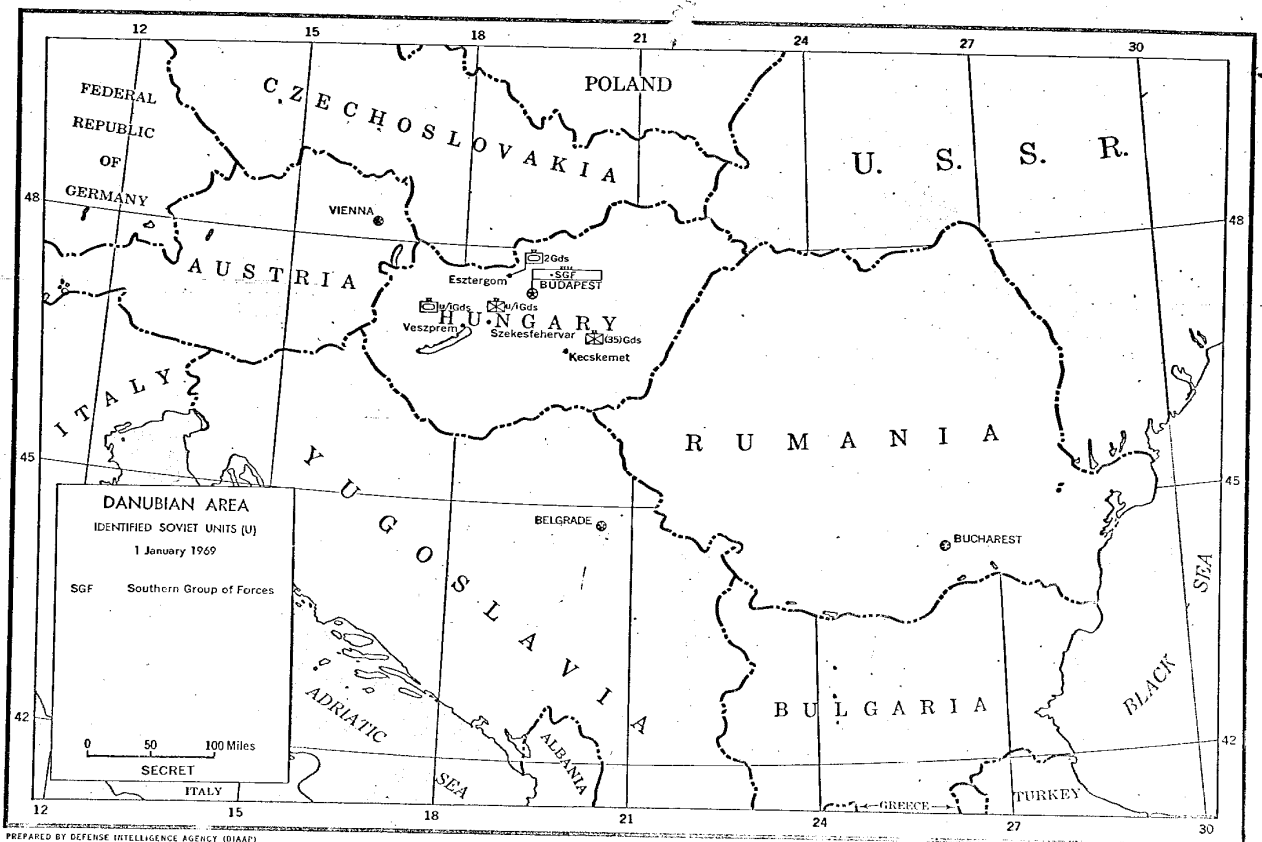 12 15 18 21 24 27 30
FEDERAL
REPUBLIC
OF
GERMANY
CZECHOSLOVAKIA
POLAND
U. S. S. R.
48
48
VIENNA
AUSTRIA
2Gds
Esztergom
SGF
BUDAPEST
u/iGds
u/iGds
HUNGARY
Veszprem
Szekesfehervar
(35)Gds
Kecskemet
ITALY
RUMANIA
45
45
YUGOSLAVIA
BELGRADE
BUCHAREST
DANUBIAN AREA
IDENTIFIED SOVIET UNITS (U)
1 January 1969
SGF Southern Group of Forces
0 50 100 Miles
SECRET
ADRIATIC
SEA
ALBANIA
BULGARIA
BLACK
SEA
42
42
ITALY
GREECE
TURKEY
12 15 18 21 24 27 30
PREPARED BY DEFENSE INTELLIGENCE AGENCY (DIAAP)